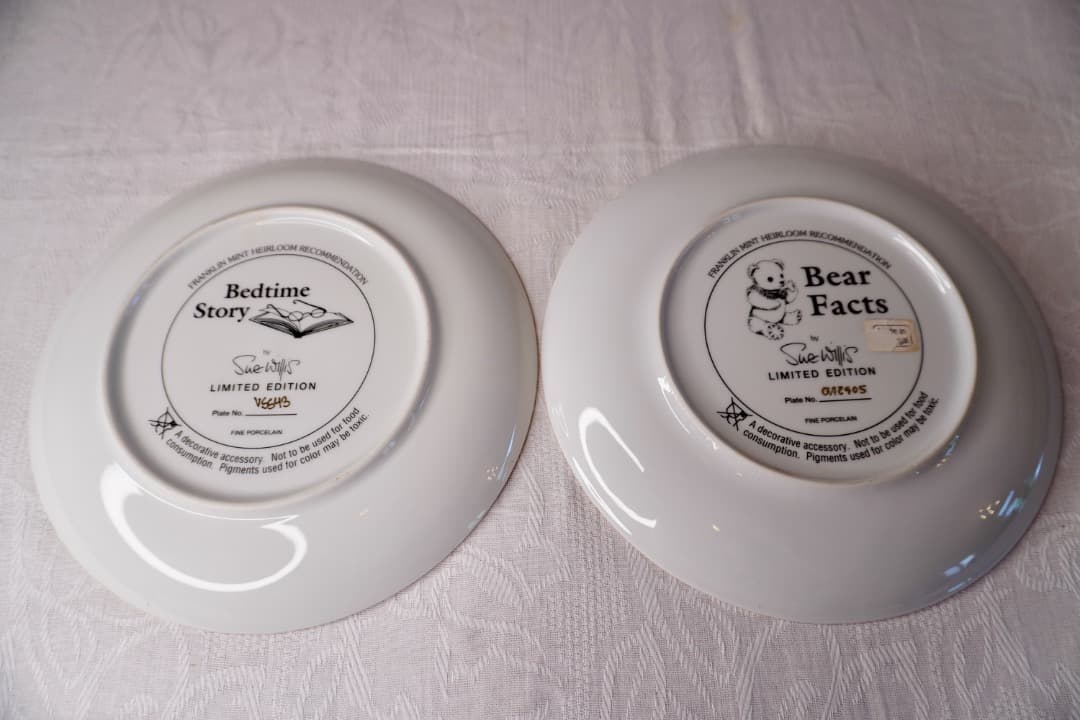 FRANKLIN MINT HEIRLOOM RECOMMENDATION
Bedtime
Story
by
Sue Willis
LIMITED EDITION
Plate No.
FINE PORCELAIN
A decorative accessory. Not to be used for food
consumption. Pigments used for color may be toxic.
FRANKLIN MINT HEIRLOOM RECOMMENDATION
Bear
Facts
by
Sue Willis
LIMITED EDITION
Plate No.
FINE PORCELAIN
A decorative accessory. Not to be used for food
consumption. Pigments used for color may be toxic.